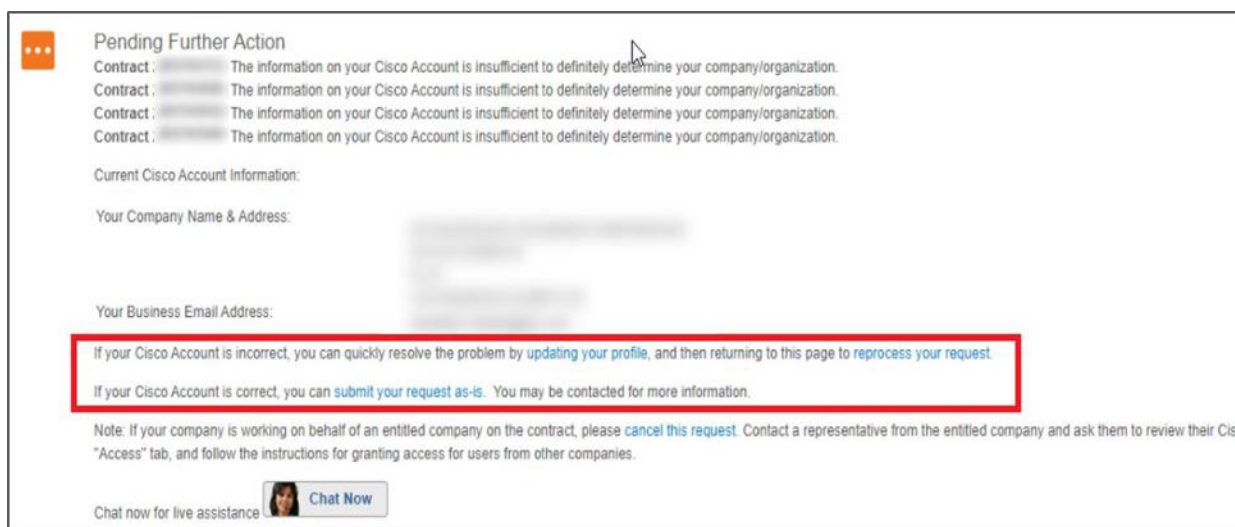 Pending Further Action
Contract : The information on your Cisco Account is insufficient to definitely determine your company/organization.
Contract : The information on your Cisco Account is insufficient to definitely determine your company/organization.
Contract : The information on your Cisco Account is insufficient to definitely determine your company/organization.
Contract : The information on your Cisco Account is insufficient to definitely determine your company/organization.
Current Cisco Account Information:
Your Company Name & Address:
Your Business Email Address:
If your Cisco Account is incorrect, you can quickly resolve the problem by updating your profile, and then returning to this page to reprocess your request.
If your Cisco Account is correct, you can submit your request as-is. You may be contacted for more information.
Note: If your company is working on behalf of an entitled company on the contract, please cancel this request. Contact a representative from the entitled company and ask them to review their Cis
"Access" tab, and follow the instructions for granting access for users from other companies.
Chat now for live assistance Chat Now